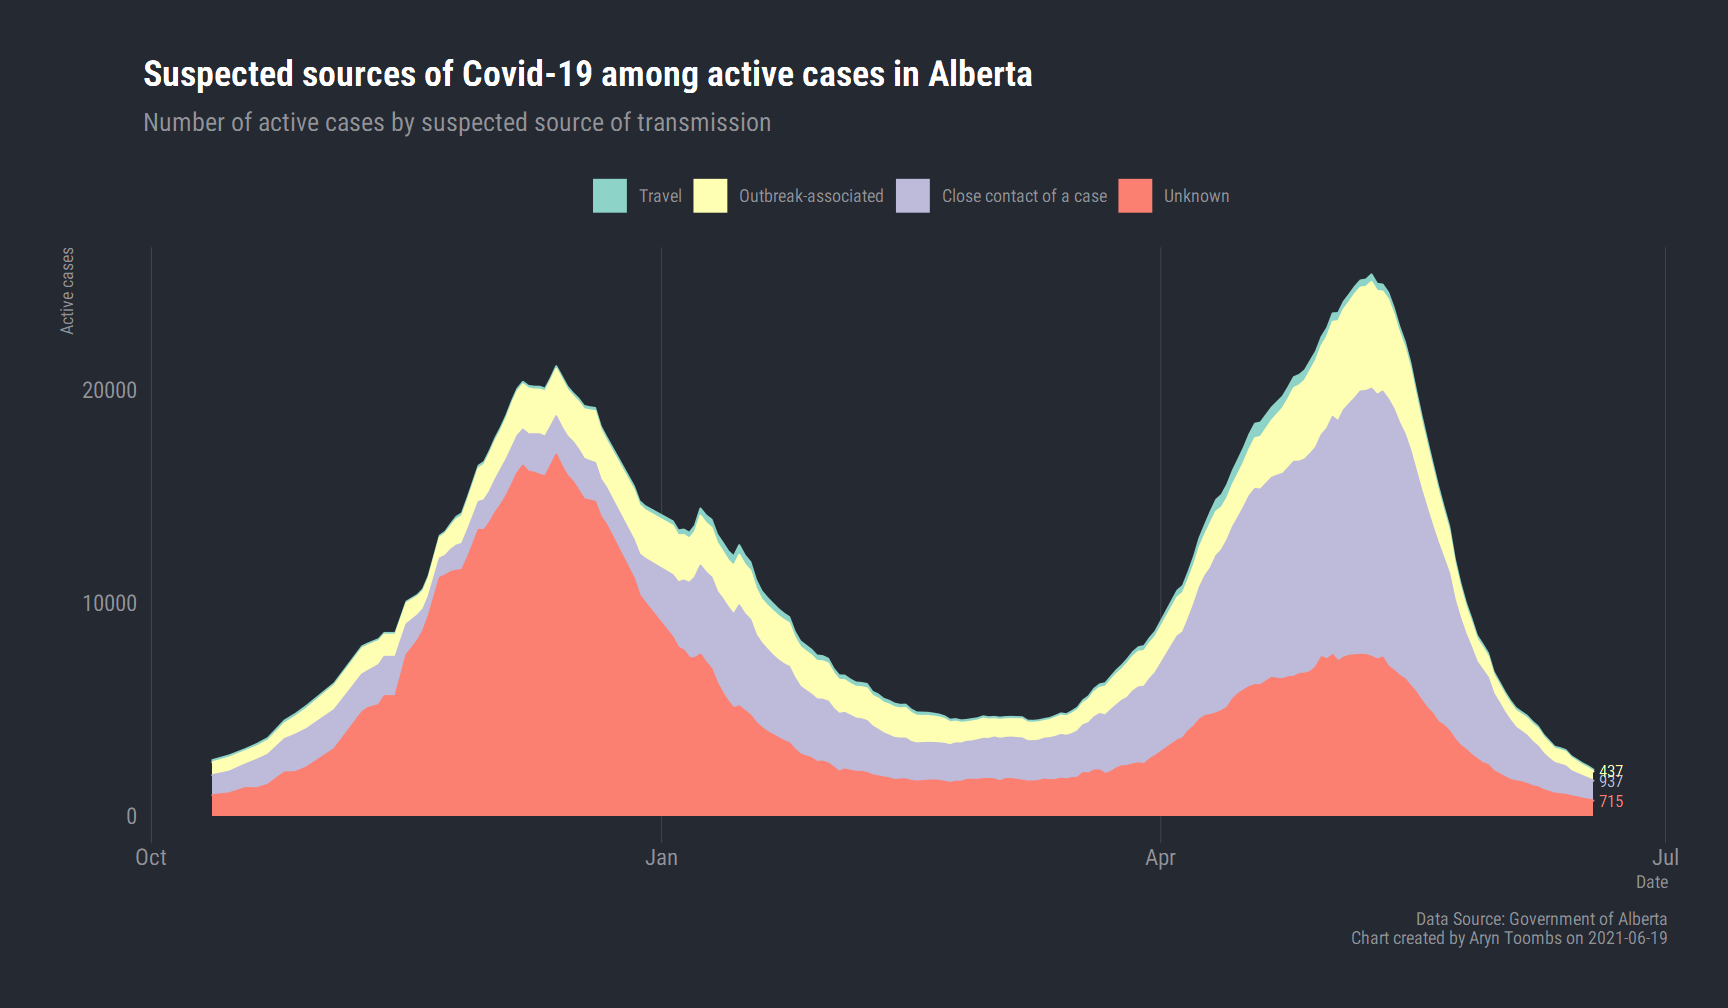 Suspected sources of Covid-19 among active cases in Alberta
Number of active cases by suspected source of transmission
Travel
Outbreak-associated
Close contact of a case
Unknown
Active cases
20000
10000
0
437
937
715
Oct
Jan
Apr
Jul
Date
Data Source: Government of Alberta
Chart created by Aryn Toombs on 2021-06-19